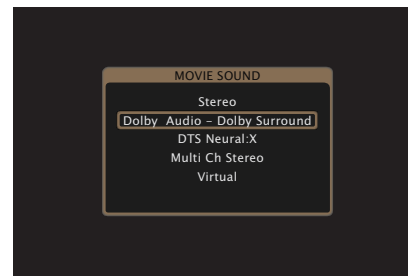 MOVIE SOUND
Stereo
Dolby Audio – Dolby Surround
DTS Neural:X
Multi Ch Stereo
Virtual